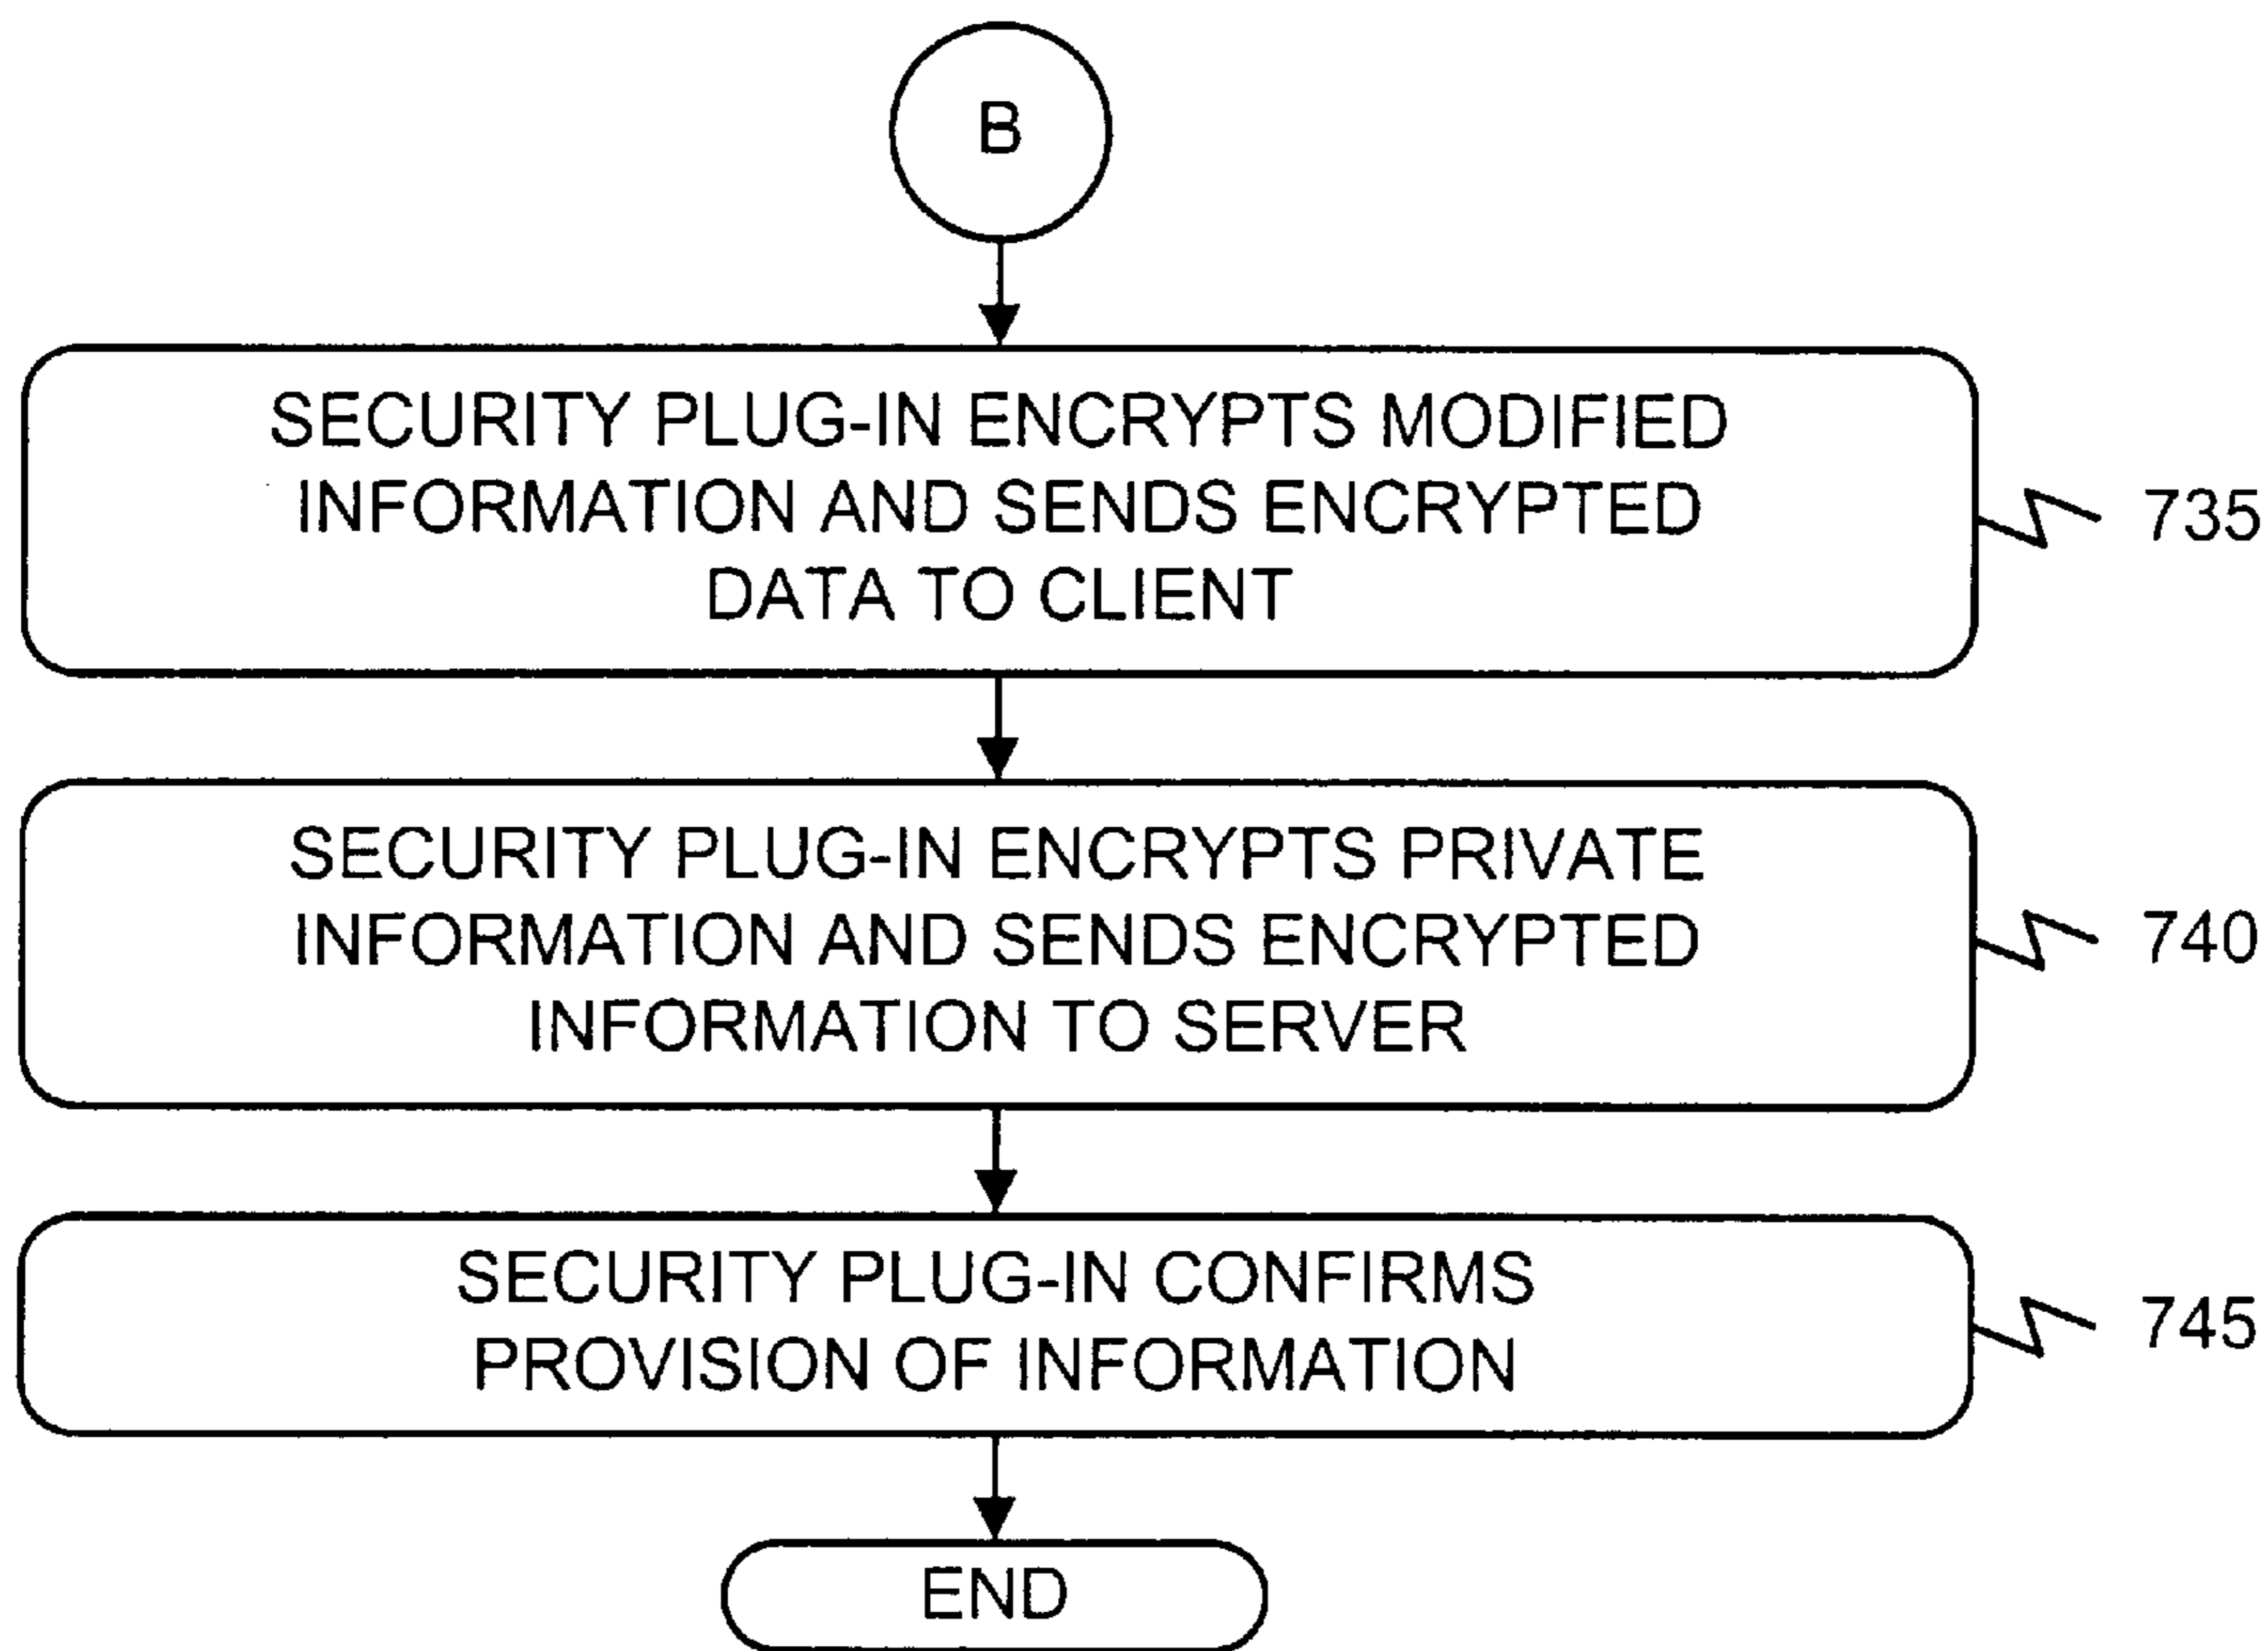 B
SECURITY PLUG-IN ENCRYPTS MODIFIED
INFORMATION AND SENDS ENCRYPTED
DATA TO CLIENT
735
SECURITY PLUG-IN ENCRYPTS PRIVATE
INFORMATION AND SENDS ENCRYPTED
INFORMATION TO SERVER
740
SECURITY PLUG-IN CONFIRMS
PROVISION OF INFORMATION
745
END